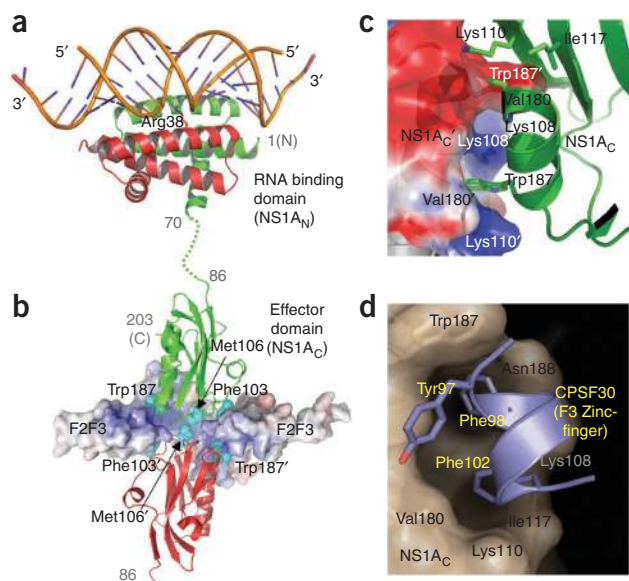 a
5′
5′
3′
3′
Arg38
1(N)
RNA binding
domain
(NS1A_N)
70
86
b
203
(C)
Effector
domain
(NS1A_C)
Met106
Trp187
Phe103
F2F3
F2F3
Phe103′
Trp187′
Met106′
86
c
Lys110
Ile117
Trp187′
Val180
Lys108
NS1A_C′
Lys108′
NS1A_C
Trp187
Val180′
Lys110′
d
Trp187
Asn188
Tyr97
CPSF30
(F3 Zinc-
finger)
Phe98
Phe102
Lys108
Val180
Ile117
NS1A_C
Lys110